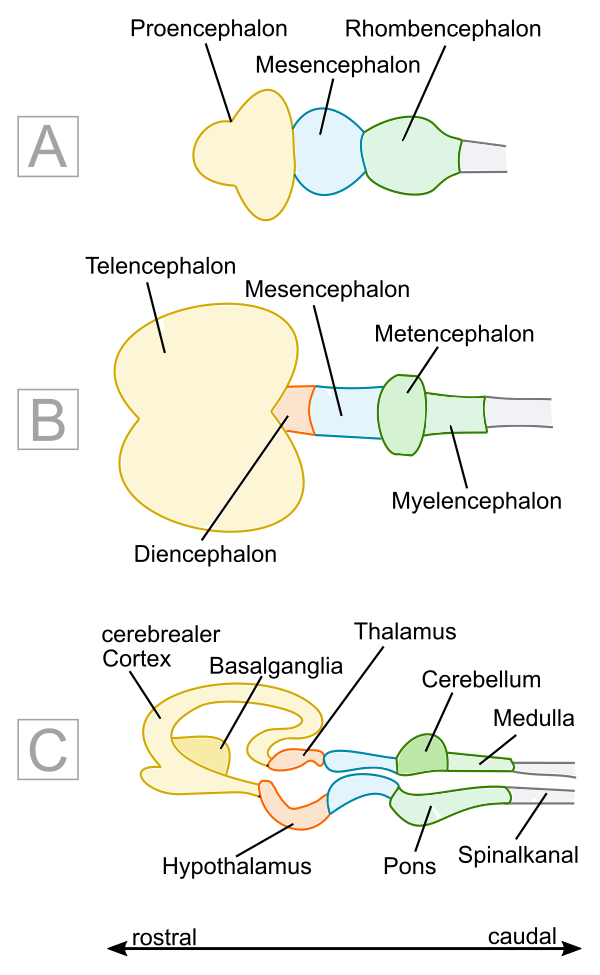 Proencephalon
Rhombencephalon
Mesencephalon
A
Telencephalon
Mesencephalon
Metencephalon
B
Myelencephalon
Diencephalon
Thalamus
cerebrealer
Cortex
Basalganglia
Cerebellum
Medulla
C
Hypothalamus
Pons
Spinalkanal
rostral
caudal